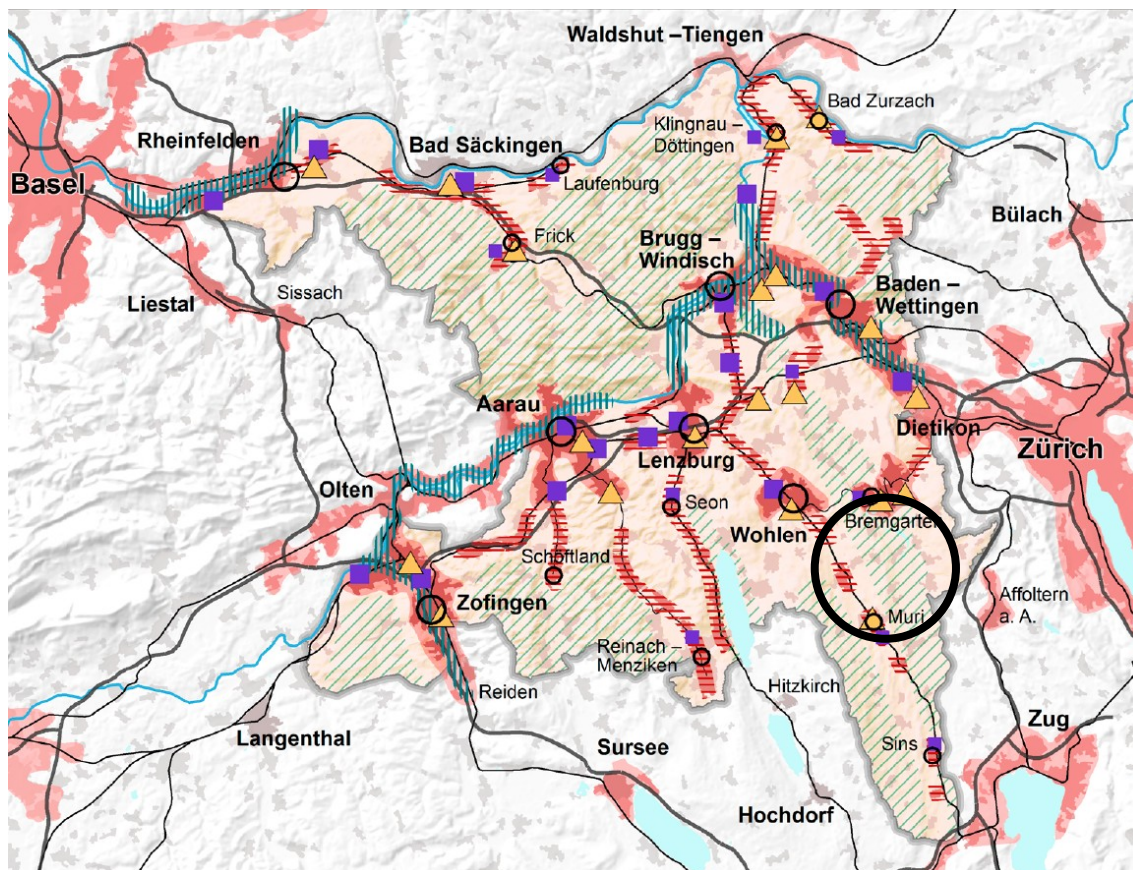 Waldshut –Tiengen
Bad Zurzach
Rheinfelden
Klingnau –
Döttingen
Bad Säckingen
Basel
Laufenburg
Bülach
Frick
Brugg –
Windisch
Baden –
Wettingen
Liestal
Sissach
Aarau
Dietikon
Zürich
Lenzburg
Olten
Seon
Wohlen
Bremgarten
Schöftland
Affoltern
a. A.
Zofingen
Muri
Reinach –
Menziken
Reiden
Hitzkirch
Zug
Langenthal
Sursee
Sins
Hochdorf